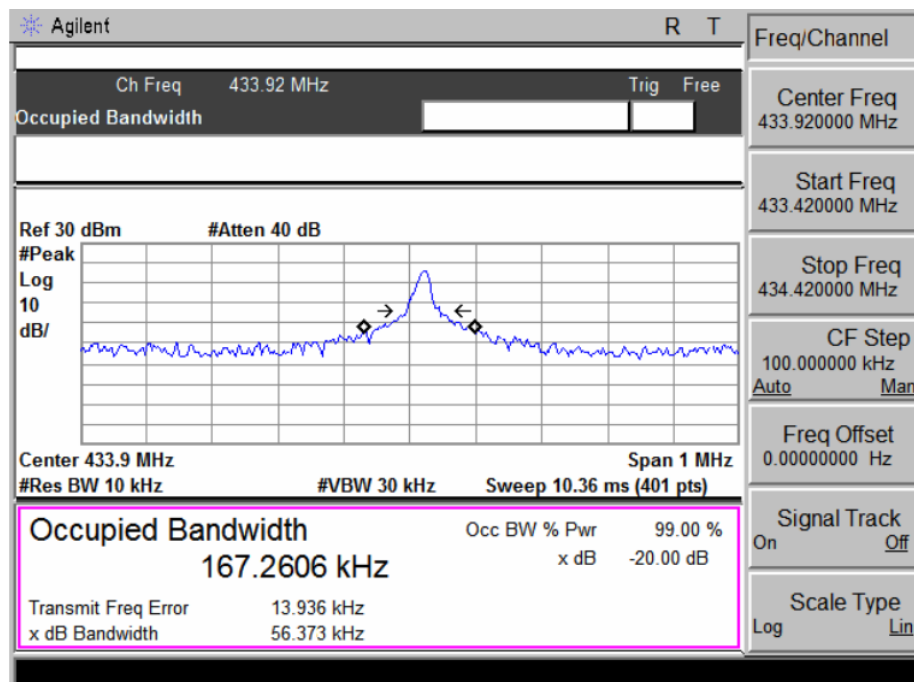 Agilent R T
Ch Freq 433.92 MHz Trig Free
Occupied Bandwidth
Ref 30 dBm #Atten 40 dB
#Peak
Log
10
dB/
Center 433.9 MHz Span 1 MHz
#Res BW 10 kHz #VBW 30 kHz Sweep 10.36 ms (401 pts)
Occupied Bandwidth Occ BW % Pwr 99.00 %
167.2606 kHz x dB -20.00 dB
Transmit Freq Error 13.936 kHz
x dB Bandwidth 56.373 kHz
Freq/Channel
Center Freq
433.920000 MHz
Start Freq
433.420000 MHz
Stop Freq
434.420000 MHz
CF Step
100.000000 kHz
Auto Man
Freq Offset
0.00000000 Hz
Signal Track
On Off
Scale Type
Log Lin